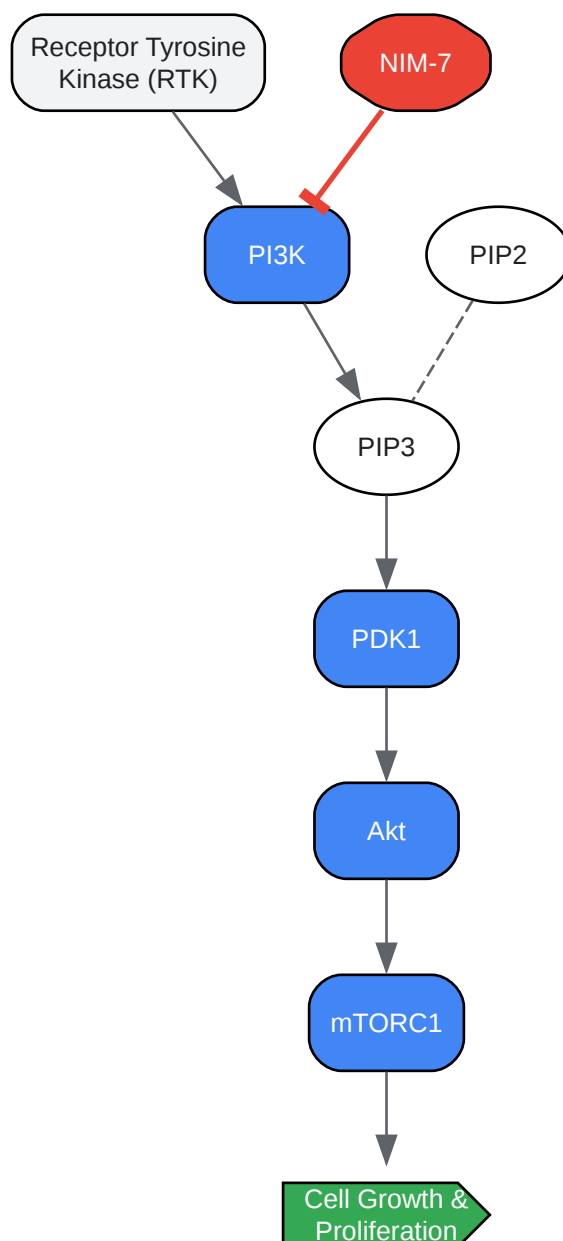 Receptor Tyrosine
Kinase (RTK)
NIM-7
PI3K
PIP2
PIP3
PDK1
Akt
mTORC1
Cell Growth &
Proliferation